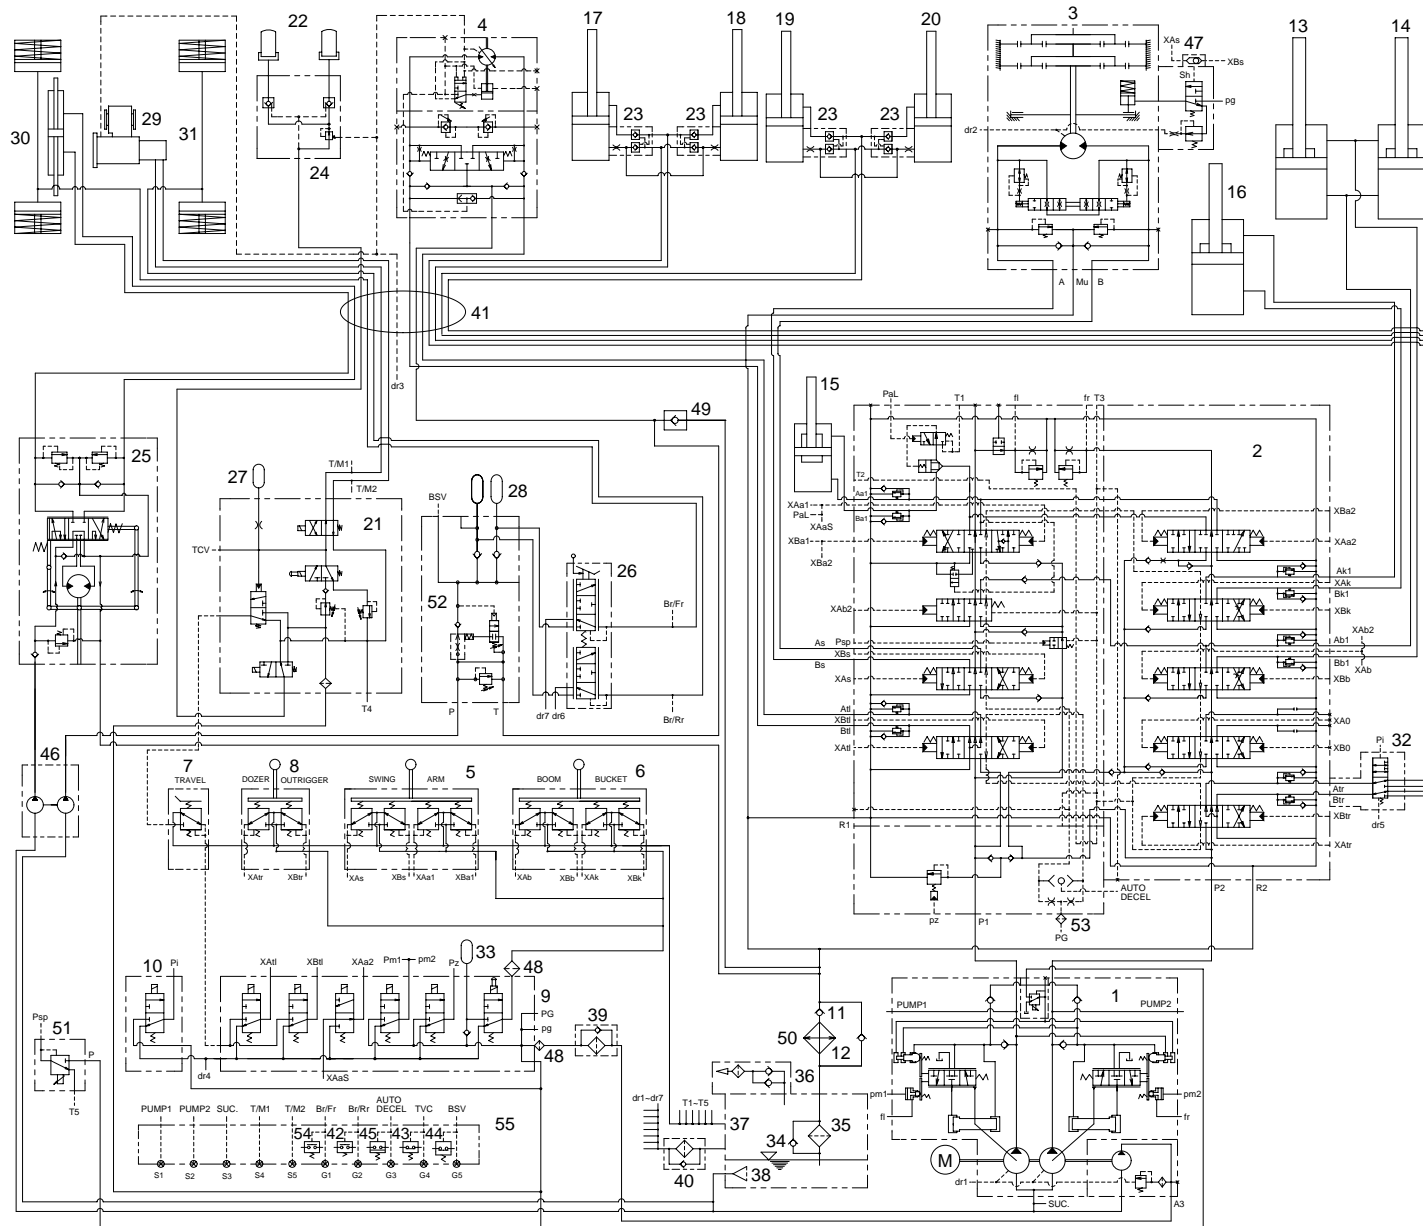 22
4
17
18
19
20
3
13
14
XAs
47
XBs
Sh
pg
29
30
31
23
23
23
23
dr2
24
16
A
Mu
B
41
dr3
15
49
PaL
T1
fl
fr
T3
2
25
27
T/M1
T/M2
28
BSV
21
TCV
26
52
Br/Fr
T2
Aa1
XAa1
PaL
XAaS
Ba1
XBa1
XBa2
XBa2
XAa2
Ak1
XAk
Bk1
XBk
XAb2
XAb2
As
Psp
Ab1
XBs
Bs
Bb1
XAb
XAs
XBb
T4
P
T
dr7
dr6
Br/Rr
Atl
XBtl
Btl
XAtl
XA0
XB0
Pi
32
46
7
8
5
6
TRAVEL
DOZER
OUTRIGGER
SWING
ARM
BOOM
BUCKET
Atr
Btr
XBtr
dr5
R1
XAtr
XAtr
XBtr
XAs
XBs
XAa1
XBa1
XAb
XBb
XAk
XBk
AUTO
DECEL
P2
R2
pz
P1
53
PG
10
Pi
XAtl
XBtl
XAa2
Pm1
pm2
Pz
33
48
9
PG
pg
48
39
Psp
51
P
T5
dr4
XAaS
11
50
12
PUMP1
1
PUMP2
pm1
pm2
fl
fr
36
dr1~dr7
T1~T5
37
34
35
38
40
PUMP1
PUMP2
SUC.
T/M1
T/M2
Br/Fr
Br/Rr
AUTO
DECEL
TVC
BSV
55
54
42
45
43
44
S1
S2
S3
S4
S5
G1
G2
G3
G4
G5
M
dr1
SUC.
A3